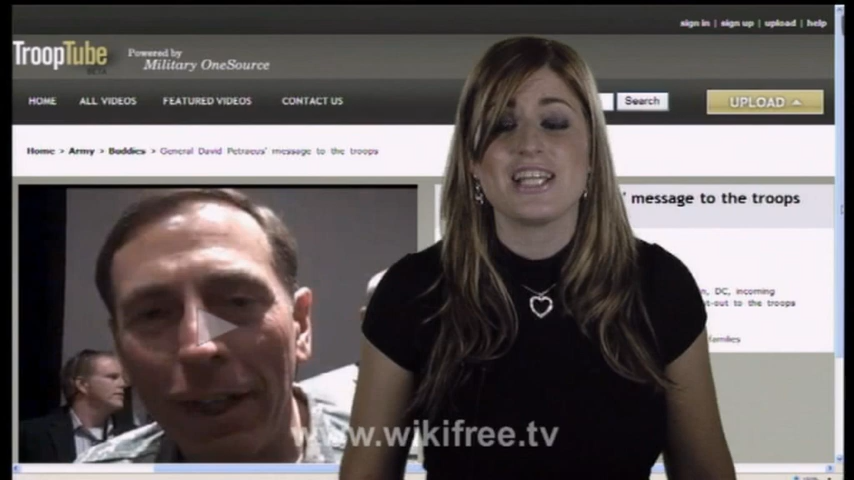 sign in | sign up | upload | help
TroopTube
BETA
Powered by
Military OneSource
HOME
ALL VIDEOS
FEATURED VIDEOS
CONTACT US
Search
UPLOAD
Home > Army > Buddies > General David Petraeus' message to the troops
' message to the troops
DC, incoming
to the troops
families
www.wikifree.tv